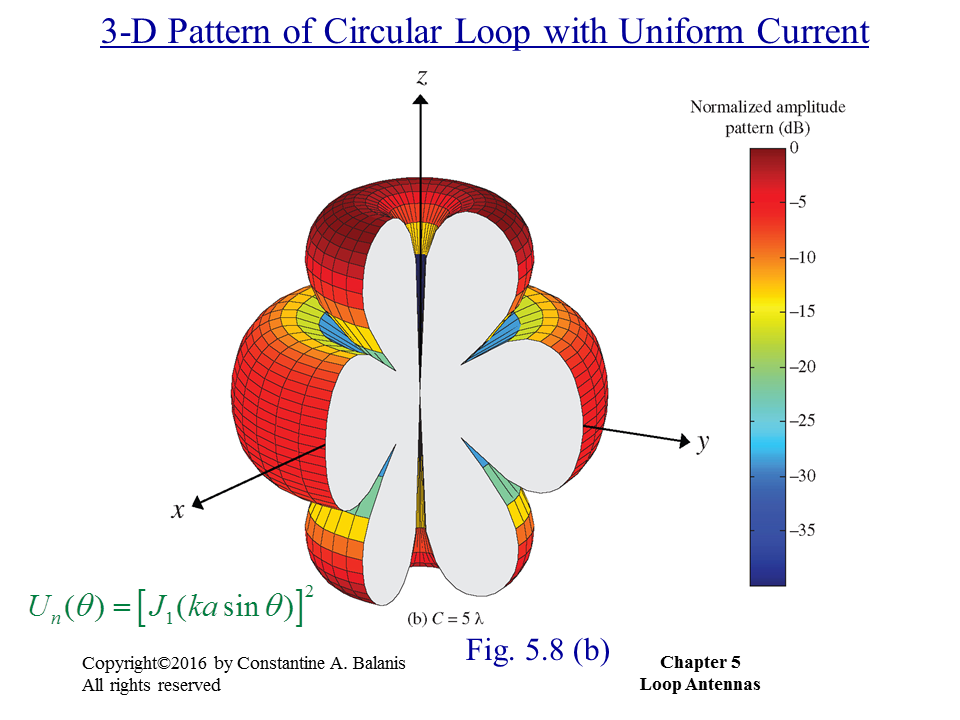 3-D Pattern of Circular Loop with Uniform Current
z
Normalized amplitude
pattern (dB)
0
–5
–10
–15
–20
–25
–30
–35
y
x
U_n(θ) = [J_1(ka sin θ)]^2
(b) C = 5 λ
Fig. 5.8 (b)
Copyright©2016 by Constantine A. Balanis
All rights reserved
Chapter 5
Loop Antennas